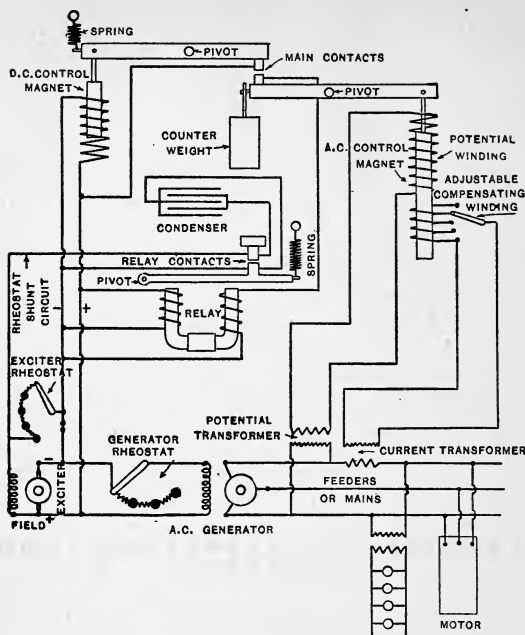 SPRING
PIVOT
MAIN CONTACTS
D.C. CONTROL
MAGNET
PIVOT
COUNTER
WEIGHT
A.C. CONTROL
MAGNET
POTENTIAL
WINDING
ADJUSTABLE
COMPENSATING
WINDING
CONDENSER
RELAY CONTACTS
SPRING
PIVOT
RHEOSTAT
SHUNT
CIRCUIT
- +
RELAY
EXCITER
RHEOSTAT
POTENTIAL
TRANSFORMER
GENERATOR
RHEOSTAT
CURRENT TRANSFORMER
-
EXCITER
FEEDERS
OR MAINS
FIELD
+
A.C. GENERATOR
MOTOR